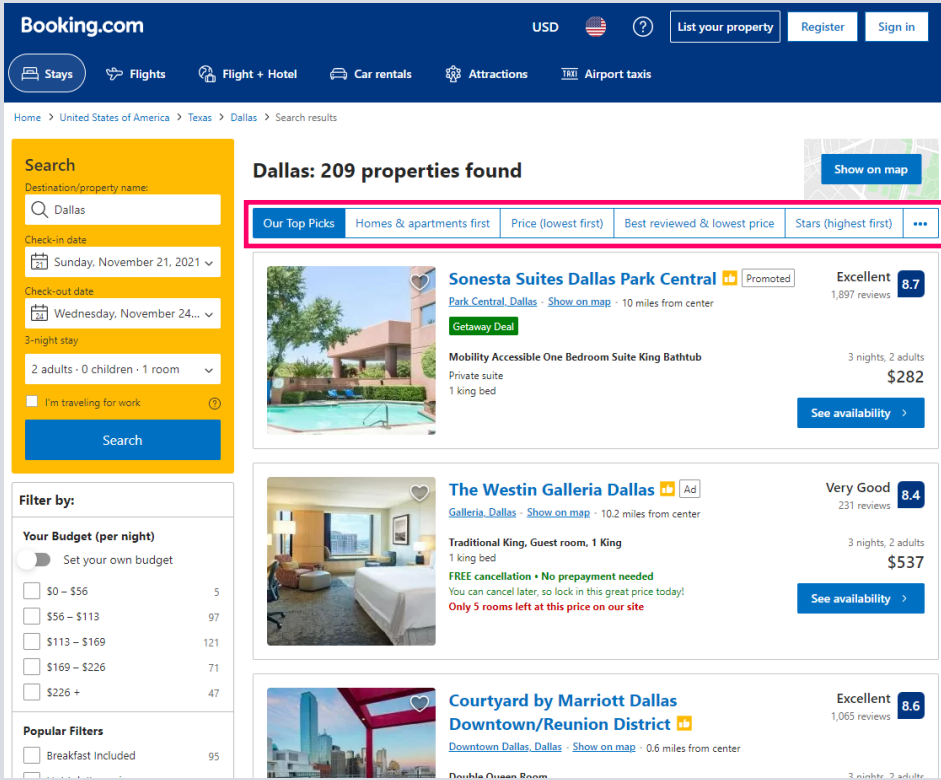 Booking.com
USD
List your property
Register
Sign in
Stays
Flights
Flight + Hotel
Car rentals
Attractions
TAXI Airport taxis
Home > United States of America > Texas > Dallas > Search results
Search
Destination/property name:
Dallas
Check-in date
21 Sunday, November 21, 2021
Check-out date
24 Wednesday, November 24...
3-night stay
2 adults · 0 children · 1 room
I'm traveling for work
Search
Filter by:
Your Budget (per night)
Set your own budget
$0 – $56 5
$56 – $113 97
$113 – $169 121
$169 – $226 71
$226 + 47
Popular Filters
Breakfast Included 95
Dallas: 209 properties found
Show on map
Our Top Picks
Homes & apartments first
Price (lowest first)
Best reviewed & lowest price
Stars (highest first)
•••
Sonesta Suites Dallas Park Central Promoted
Park Central, Dallas · Show on map · 10 miles from center
Getaway Deal
Mobility Accessible One Bedroom Suite King Bathtub
Private suite
1 king bed
Excellent 8.7
1,897 reviews
3 nights, 2 adults
$282
See availability
The Westin Galleria Dallas Ad
Galleria, Dallas · Show on map · 10.2 miles from center
Traditional King, Guest room, 1 King
1 king bed
FREE cancellation • No prepayment needed
You can cancel later, so lock in this great price today!
Only 5 rooms left at this price on our site
Very Good 8.4
231 reviews
3 nights, 2 adults
$537
See availability
Courtyard by Marriott Dallas
Downtown/Reunion District
Downtown Dallas, Dallas · Show on map · 0.6 miles from center
Double Queen Room
Excellent 8.6
1,065 reviews
3 nights, 2 adults